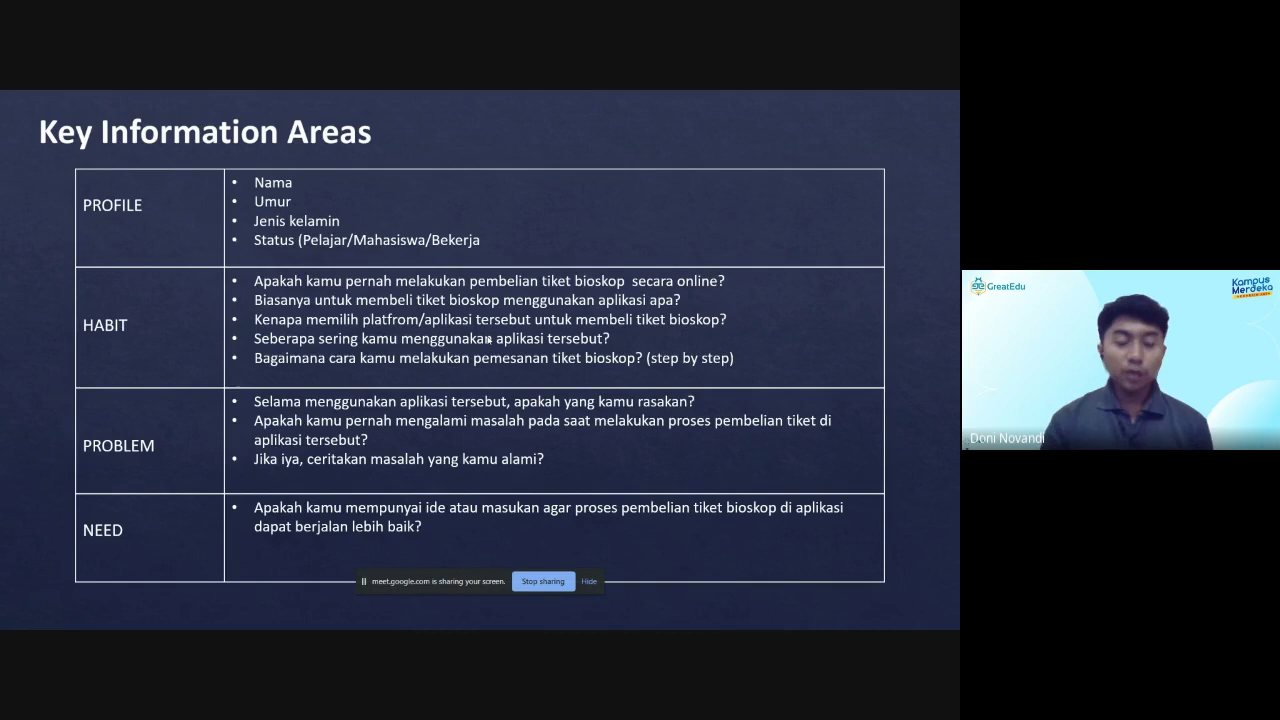 Key Information Areas
PROFILE
• Nama
• Umur
• Jenis kelamin
• Status (Pelajar/Mahasiswa/Bekerja
HABIT
• Apakah kamu pernah melakukan pembelian tiket bioskop secara online?
• Biasanya untuk membeli tiket bioskop menggunakan aplikasi apa?
• Kenapa memilih platfrom/aplikasi tersebut untuk membeli tiket bioskop?
• Seberapa sering kamu menggunakan aplikasi tersebut?
• Bagaimana cara kamu melakukan pemesanan tiket bioskop? (step by step)
PROBLEM
• Selama menggunakan aplikasi tersebut, apakah yang kamu rasakan?
• Apakah kamu pernah mengalami masalah pada saat melakukan proses pembelian tiket di
aplikasi tersebut?
• Jika iya, ceritakan masalah yang kamu alami?
NEED
• Apakah kamu mempunyai ide atau masukan agar proses pembelian tiket bioskop di aplikasi
dapat berjalan lebih baik?
meet.google.com is sharing your screen. Stop sharing Hide
GreatEdu
Kampus
Merdeka
Doni Novandi